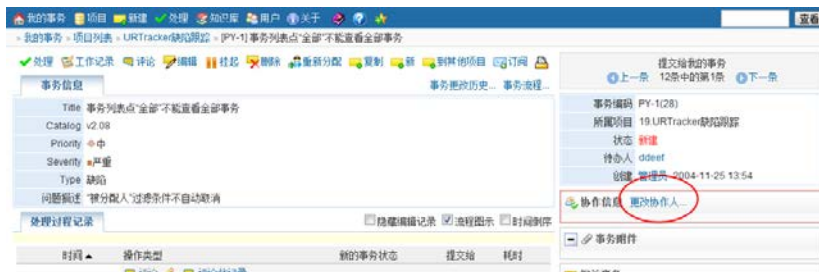 我的事务 项目 新建 处理 知识库 用户 关于 查看
» 我的事务 » 项目列表 » URTracker缺陷跟踪 » [PY-1]事务列表点"全部"不能查看全部事务
处理 工作记录 评论 编辑 挂起 删除 重新分配 复制 新 到其他项目 订阅
提交给我的事务
上一条 12条中的第1条 下一条
事务信息 事务更改历史... 事务流程...
Title 事务列表点"全部"不能查看全部事务
Catalog v2.08
Priority 中
Severity 严重
Type 缺陷
问题描述 "被分配人"过滤条件不自动取消
事务编码 PY-1(28)
所属项目 19.URTracker缺陷跟踪
状态 新建
待办人 ddeef
创建 管理员 2004-11-25 13:54
协作信息 更改协作人...
处理过程记录 隐藏编辑记录 流程图示 时间倒序
事务附件
时间▲ 操作类型 新的事务状态 提交给 耗时